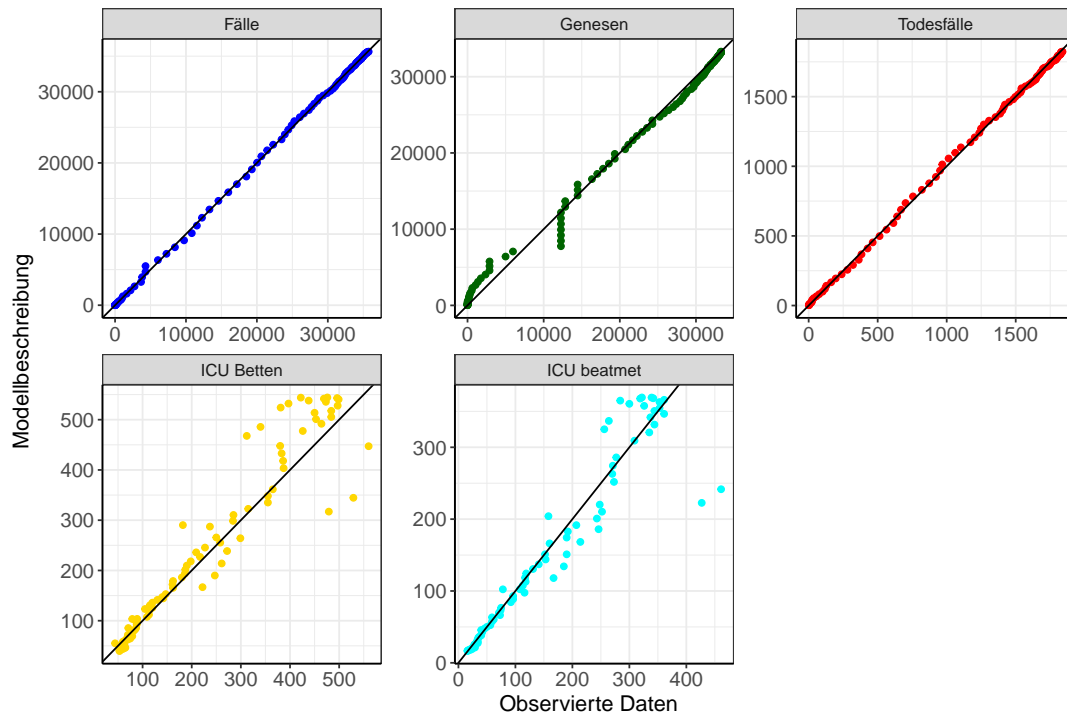 Fälle
Genesen
Todesfälle
30000
20000
10000
0
0 10000 20000 30000
30000
20000
10000
0
0 10000 20000 30000
1500
1000
500
0
0 500 1000 1500
Modellbeschreibung
ICU Betten
ICU beatmet
500
400
300
200
100
100 200 300 400 500
300
200
100
0
0 100 200 300 400
Observierte Daten